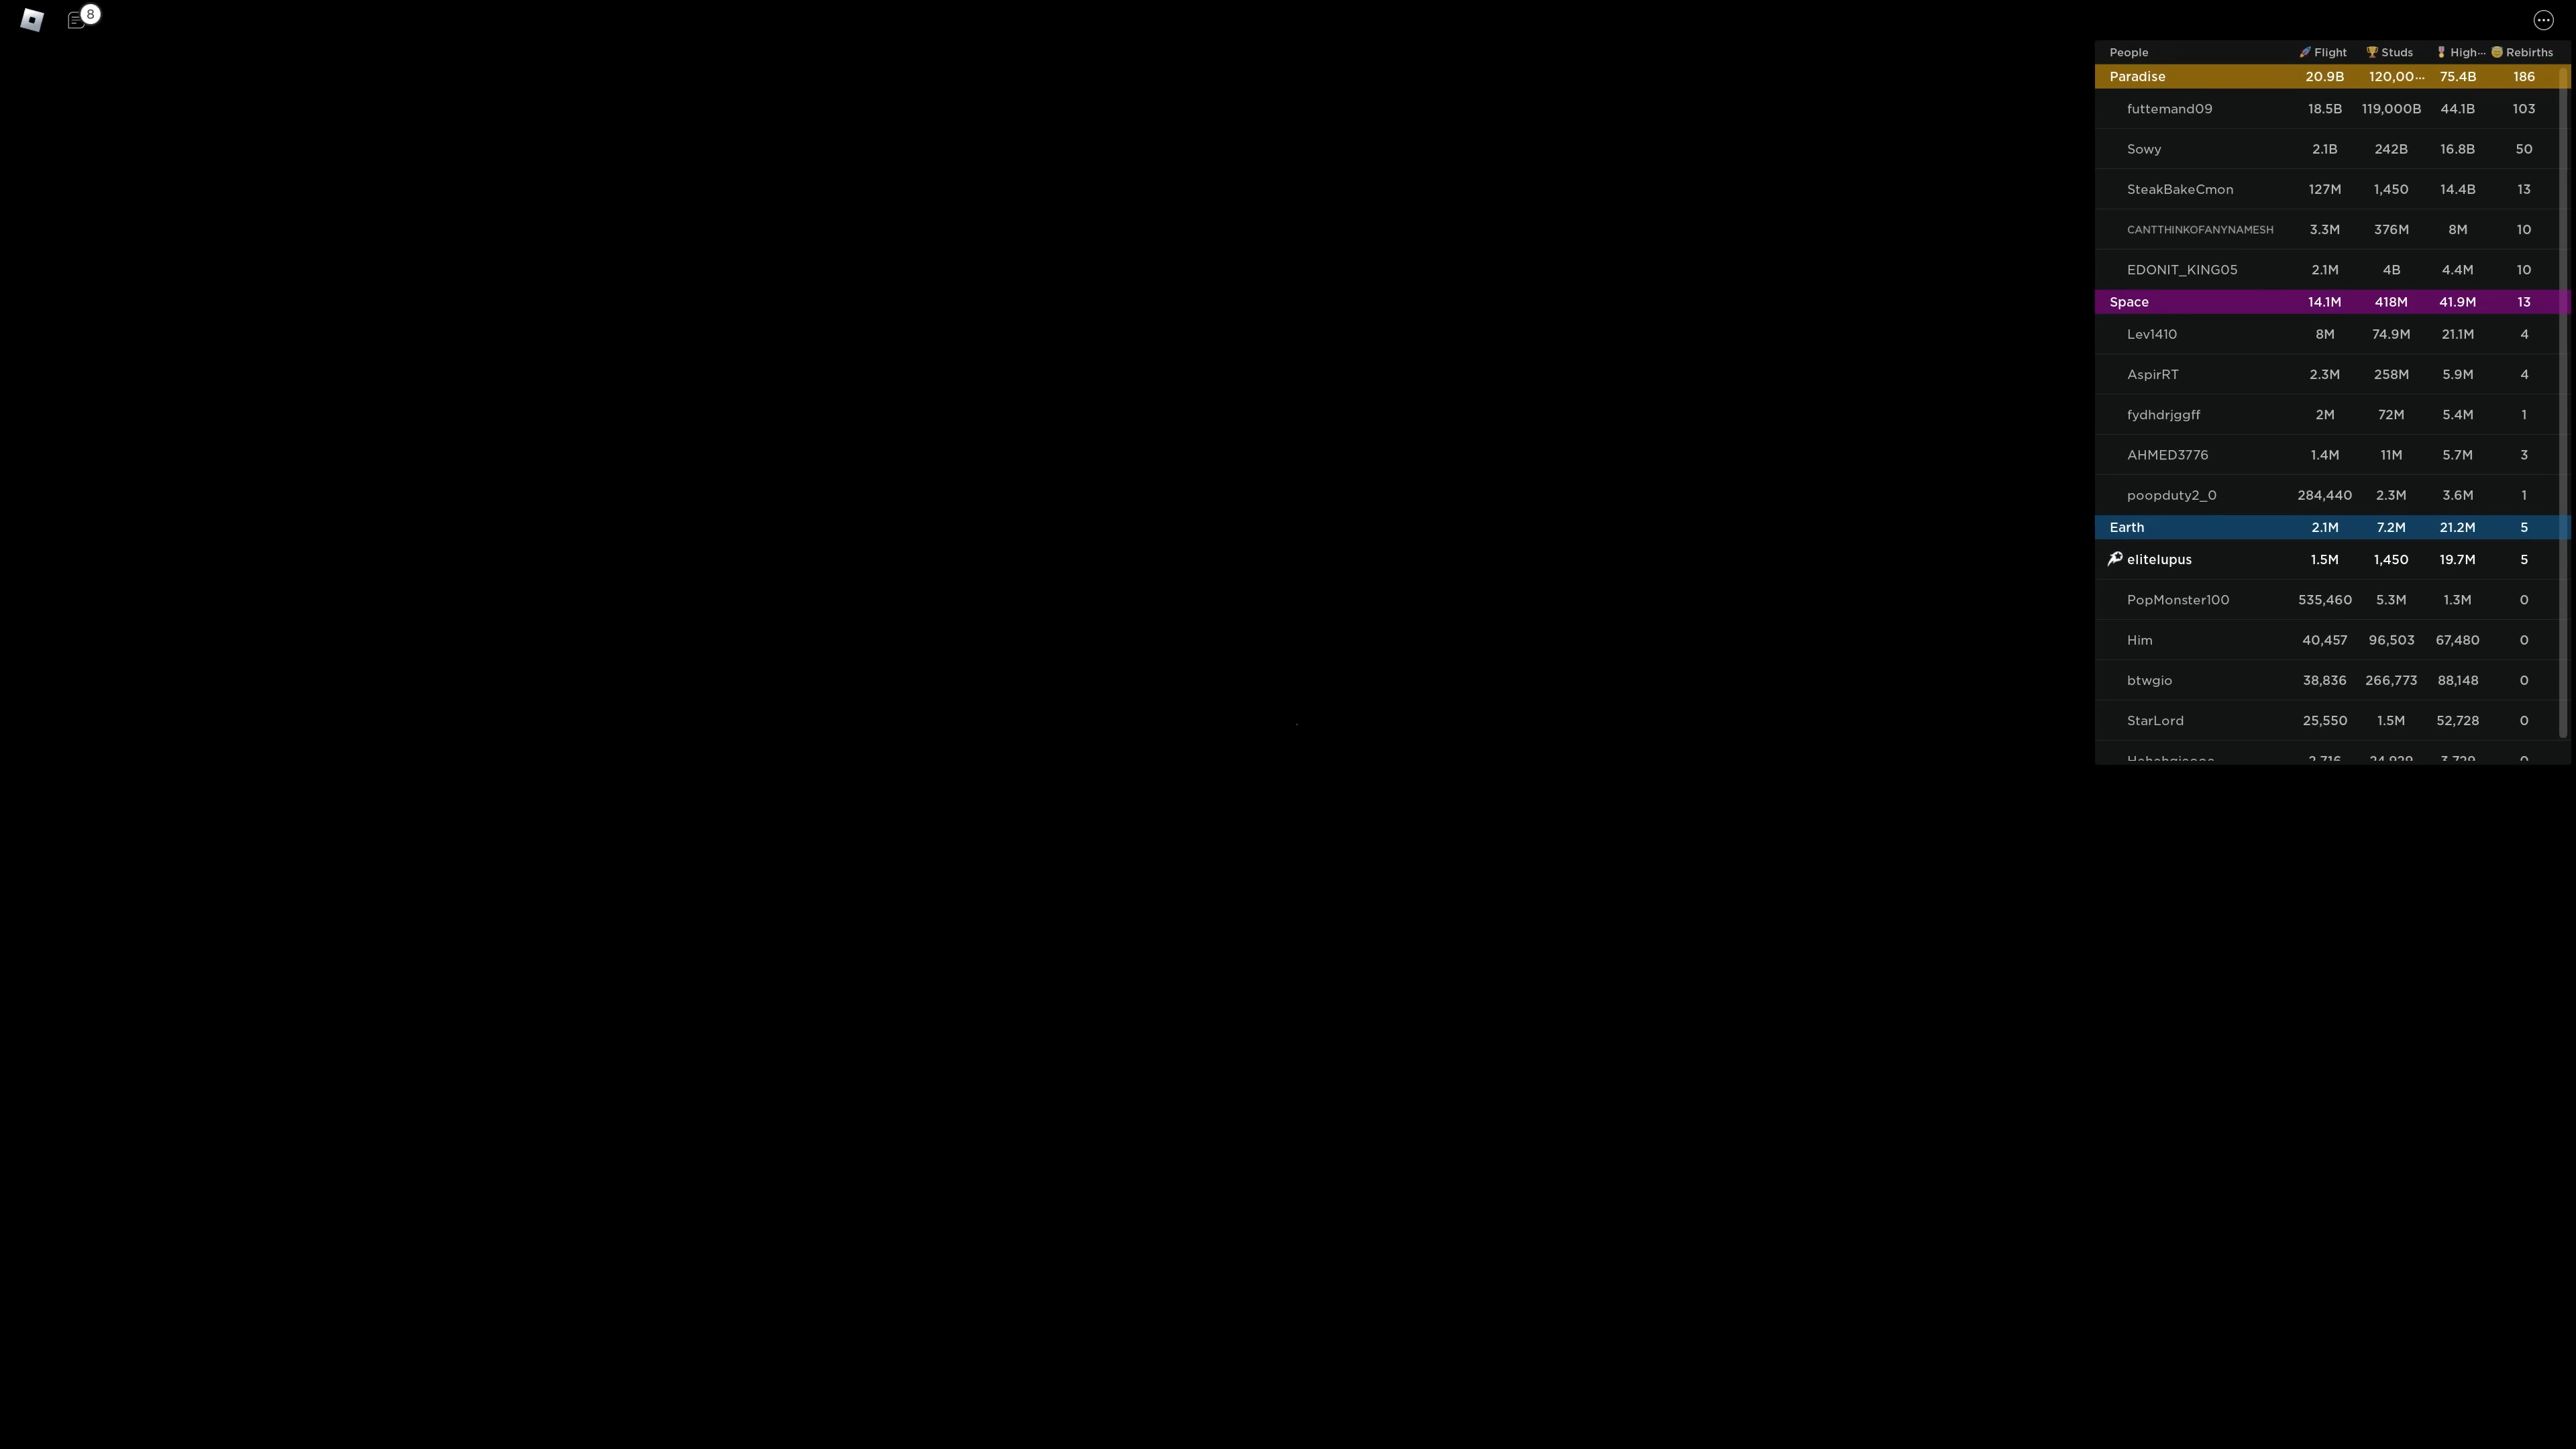 8
People Flight Studs High... Rebirths
Paradise 20.9B 120,00... 75.4B 186
futtemand09 18.5B 119,000B 44.1B 103
Sowy 2.1B 242B 16.8B 50
SteakBakeCmon 127M 1,450 14.4B 13
CANTTHINKOFANYNAMESH 3.3M 376M 8M 10
EDONIT_KING05 2.1M 4B 4.4M 10
Space 14.1M 418M 41.9M 13
Lev1410 8M 74.9M 21.1M 4
AspirRT 2.3M 258M 5.9M 4
fydhdrjggff 2M 72M 5.4M 1
AHMED3776 1.4M 11M 5.7M 3
poopduty2_0 284,440 2.3M 3.6M 1
Earth 2.1M 7.2M 21.2M 5
elitelupus 1.5M 1,450 19.7M 5
PopMonster100 535,460 5.3M 1.3M 0
Him 40,457 96,503 67,480 0
btwgio 38,836 266,773 88,148 0
StarLord 25,550 1.5M 52,728 0